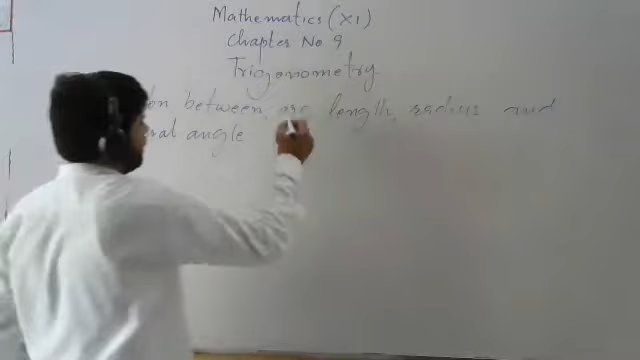 Mathematics (XI)
Chapter No 9
Trigonometry
between arc length, radius and
angle